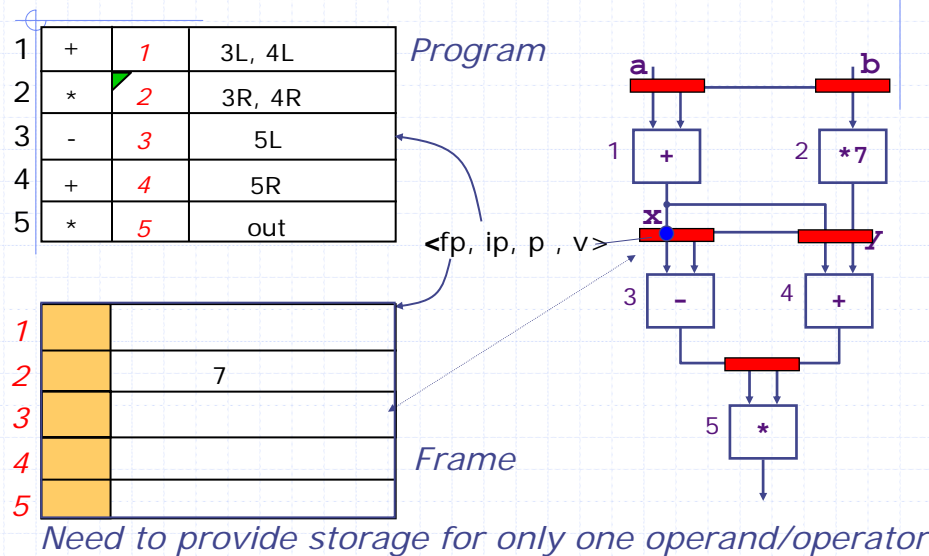 Program
1 + 1 3L, 4L
2 * 2 3R, 4R
3 - 3 5L
4 + 4 5R
5 * 5 out
<fp, ip, p , v>
1
2 7
3
4
5
Frame
a b
1 + 2 *7
x y
3 - 4 +
5 *
Need to provide storage for only one operand/operator